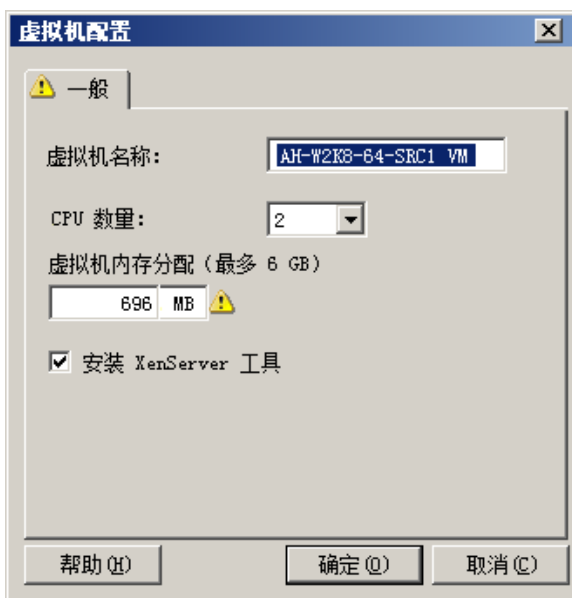 虚拟机配置
一般
虚拟机名称:
AH-W2K8-64-SRC1 VM
CPU 数量:
2
虚拟机内存分配(最多 6 GB)
696 MB
安装 XenServer 工具
帮助(H)
确定(O)
取消(C)